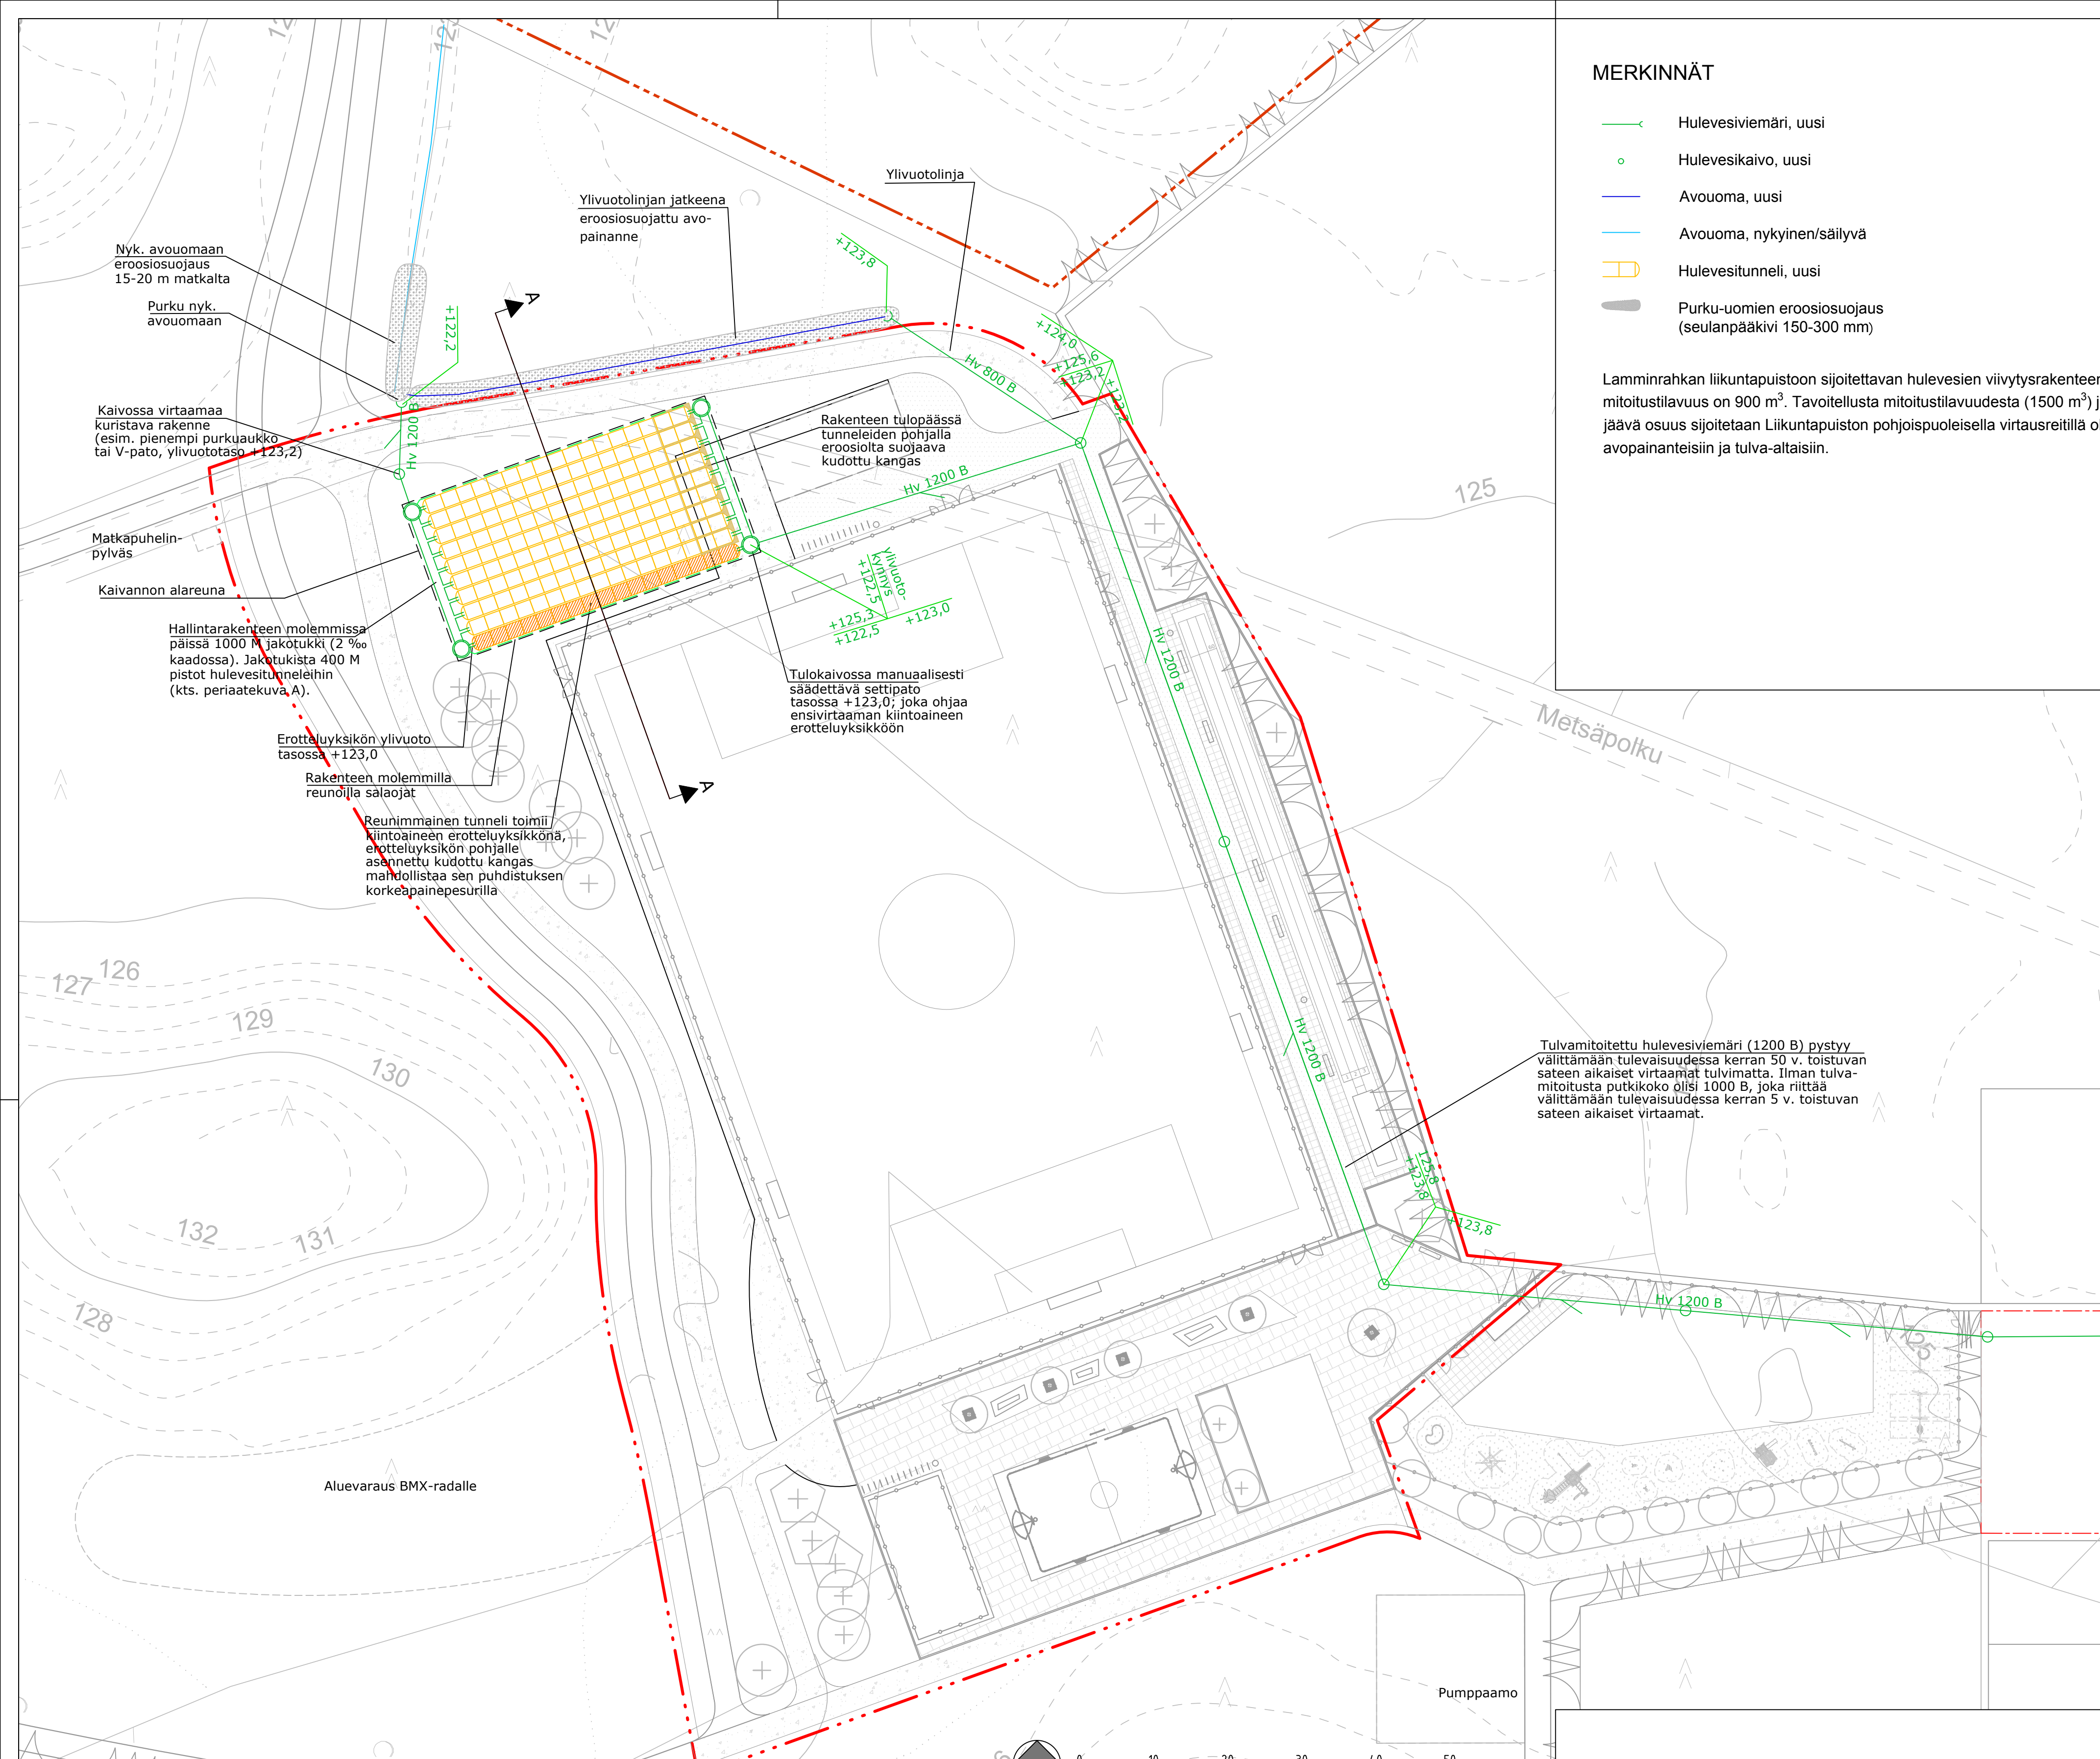 MERKINNÄT
Hulevesiviemäri, uusi
Hulevesikaivo, uusi
Avouoma, uusi
Avouoma, nykyinen/säilyvä
Hulevesitunneli, uusi
Purku-uomien eroosiosuojaus
(seulanpääkivi 150-300 mm)
Lamminrahkan liikuntapuistoon sijoitettavan hulevesien viivytysrakenteen
mitoitustilavuus on 900 m³. Tavoitellusta mitoitustilavuudesta (1500 m³) j
jäävä osuus sijoitetaan Liikuntapuiston pohjoispuoleisella virtausreitillä o
avopainanteisiin ja tulva-altaisiin.
Ylivuotolinja
Ylivuotolinjan jatkeena
eroosiosuojattu avo-
painanne
Nyk. avouomaan
eroosiosuojaus
15-20 m matkalta
Purku nyk.
avouomaan
+123,8
+122,2
+124,0
+125,6
+123,2
Hv 800 B
A
Kaivossa virtaamaa
kuristava rakenne
(esim. pienempi purkuaukko
tai V-pato, ylivuototaso +123,2)
Hv 1200 B
Rakenteen tulopäässä
tunneleiden pohjalla
eroosiolta suojaava
kudottu kangas
Hv 1200 B
125
Matkapuhelin-
pylväs
Kaivannon alareuna
Ylivuoto-
kynnys
+122,5
+125,3
+122,5
+123,0
Hallintarakenteen molemmissa
päissä 1000 M jakotukki (2 ‰
kaadossa). Jakotukista 400 M
pistot hulevesitunneleihin
(kts. periaatekuva A).
Tulokaivossa manuaalisesti
säädettävä settipato
tasossa +123,0; joka ohjaa
ensivirtaaman kiintoaineen
erotteluyksikköön
Hv 1200 B
Metsäpolku
Erotteluyksikön ylivuoto
tasossa +123,0
Rakenteen molemmilla
reunoilla salaojat
A
Reunimmainen tunneli toimii
kiintoaineen erotteluyksikkönä,
erotteluyksikön pohjalle
asennettu kudottu kangas
mahdollistaa sen puhdistuksen
korkeapainepesurilla
126
127
129
130
132
131
128
Hv 1200 B
Tulvamitoitettu hulevesiviemäri (1200 B) pystyy
välittämään tulevaisuudessa kerran 50 v. toistuvan
sateen aikaiset virtaamat tulvimatta. Ilman tulva-
mitoitusta putkikoko olisi 1000 B, joka riittää
välittämään tulevaisuudessa kerran 5 v. toistuvan
sateen aikaiset virtaamat.
125,8
+123,8
+123,8
Hv 1200 B
125
Aluevaraus BMX-radalle
Pumppaamo